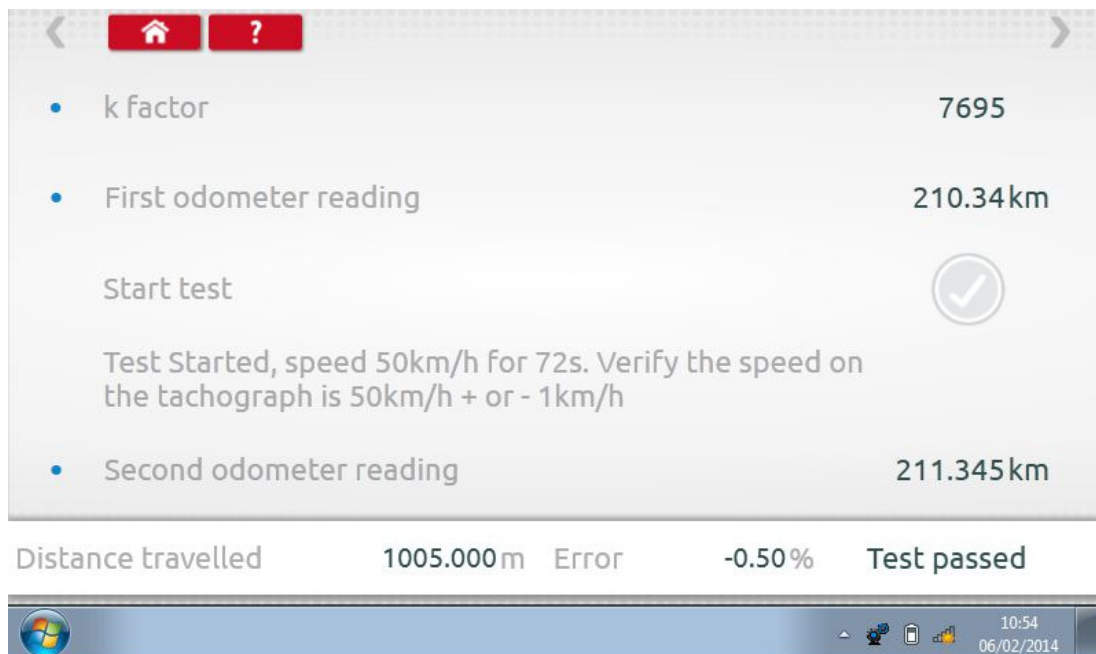 ?
k factor 7695
First odometer reading 210.34km
Start test
Test Started, speed 50km/h for 72s. Verify the speed on
the tachograph is 50km/h + or - 1km/h
Second odometer reading 211.345km
Distance travelled 1005.000m Error -0.50% Test passed
10:54
06/02/2014